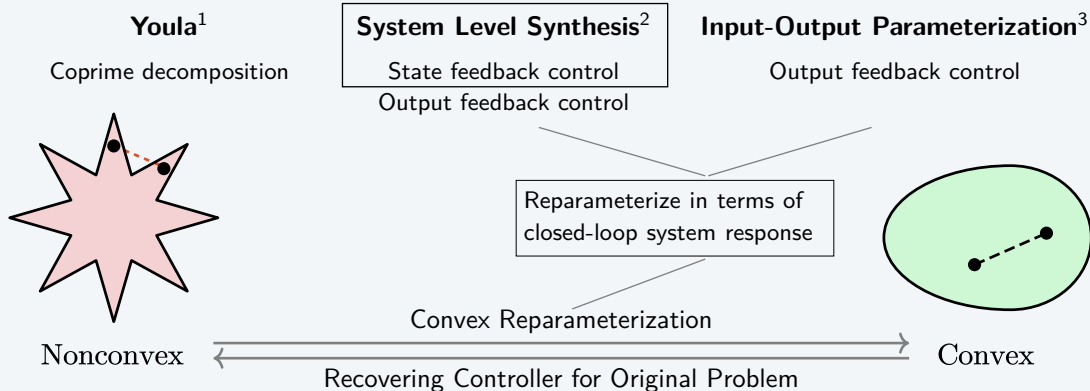 Youla¹
System Level Synthesis²
Input-Output Parameterization³
Coprime decomposition
State feedback control
Output feedback control
Output feedback control
Reparameterize in terms of
closed-loop system response
Convex Reparameterization
Nonconvex
Convex
Recovering Controller for Original Problem